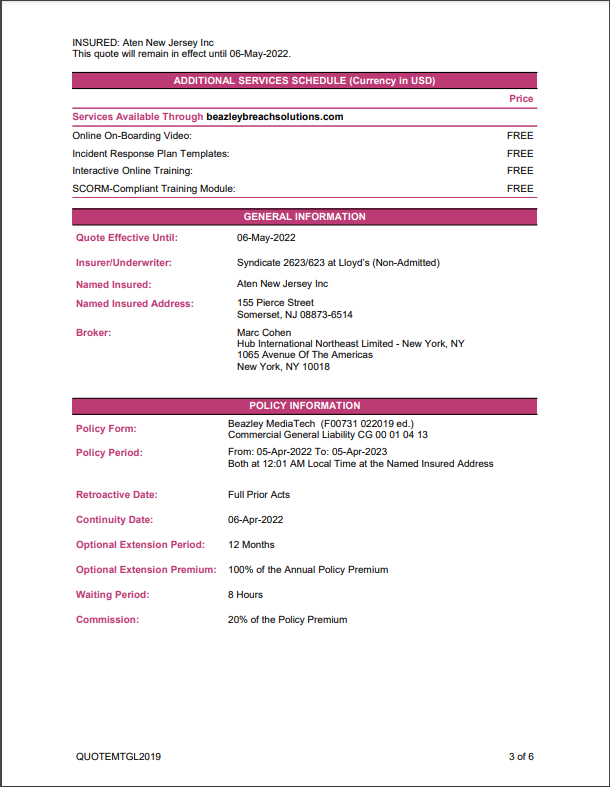 INSURED: Aten New Jersey Inc
This quote will remain in effect until 06-May-2022.
ADDITIONAL SERVICES SCHEDULE (Currency in USD)
Price
Services Available Through beazleybreachsolutions.com
Online On-Boarding Video: FREE
Incident Response Plan Templates: FREE
Interactive Online Training: FREE
SCORM-Compliant Training Module: FREE
GENERAL INFORMATION
Quote Effective Until: 06-May-2022
Insurer/Underwriter: Syndicate 2623/623 at Lloyd's (Non-Admitted)
Named Insured: Aten New Jersey Inc
Named Insured Address: 155 Pierce Street
Somerset, NJ 08873-6514
Broker: Marc Cohen
Hub International Northeast Limited - New York, NY
1065 Avenue Of The Americas
New York, NY 10018
POLICY INFORMATION
Policy Form: Beazley MediaTech (F00731 022019 ed.)
Commercial General Liability CG 00 01 04 13
Policy Period: From: 05-Apr-2022 To: 05-Apr-2023
Both at 12:01 AM Local Time at the Named Insured Address
Retroactive Date: Full Prior Acts
Continuity Date: 06-Apr-2022
Optional Extension Period: 12 Months
Optional Extension Premium: 100% of the Annual Policy Premium
Waiting Period: 8 Hours
Commission: 20% of the Policy Premium
QUOTEMTGL2019 3 of 6